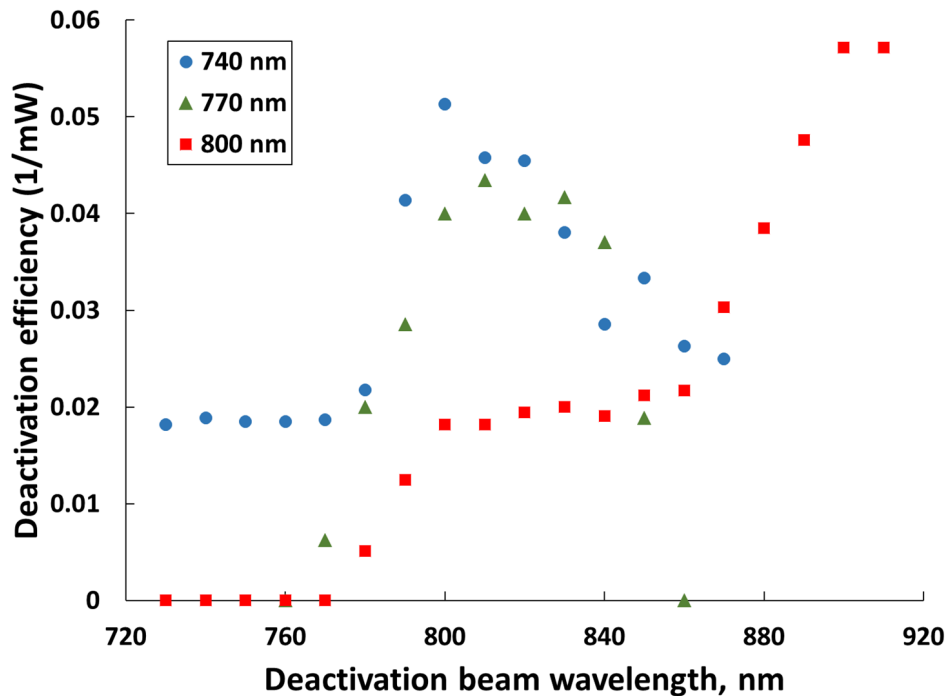 Deactivation efficiency (1/mW)
0.06
0.05
0.04
0.03
0.02
0.01
0
740 nm
770 nm
800 nm
720
760
800
840
880
920
Deactivation beam wavelength, nm